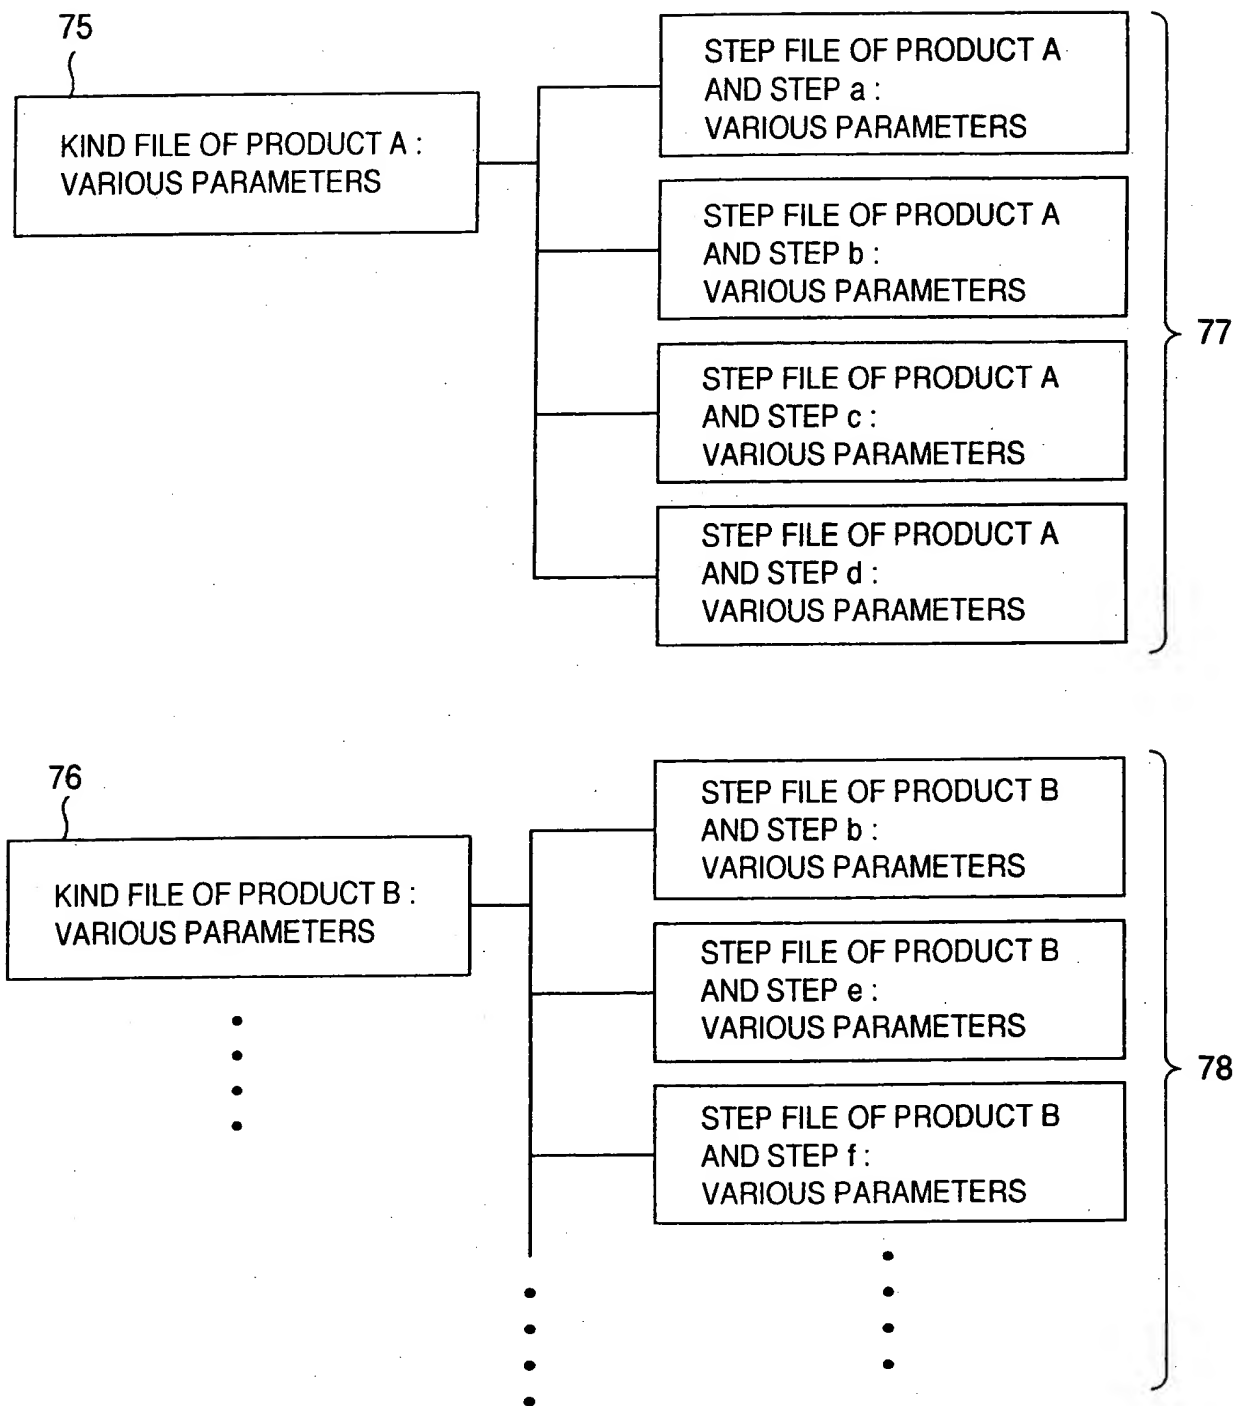 75
KIND FILE OF PRODUCT A :
VARIOUS PARAMETERS
STEP FILE OF PRODUCT A
AND STEP a :
VARIOUS PARAMETERS
STEP FILE OF PRODUCT A
AND STEP b :
VARIOUS PARAMETERS
STEP FILE OF PRODUCT A
AND STEP c :
VARIOUS PARAMETERS
STEP FILE OF PRODUCT A
AND STEP d :
VARIOUS PARAMETERS
77
76
KIND FILE OF PRODUCT B :
VARIOUS PARAMETERS
STEP FILE OF PRODUCT B
AND STEP b :
VARIOUS PARAMETERS
STEP FILE OF PRODUCT B
AND STEP e :
VARIOUS PARAMETERS
STEP FILE OF PRODUCT B
AND STEP f :
VARIOUS PARAMETERS
78